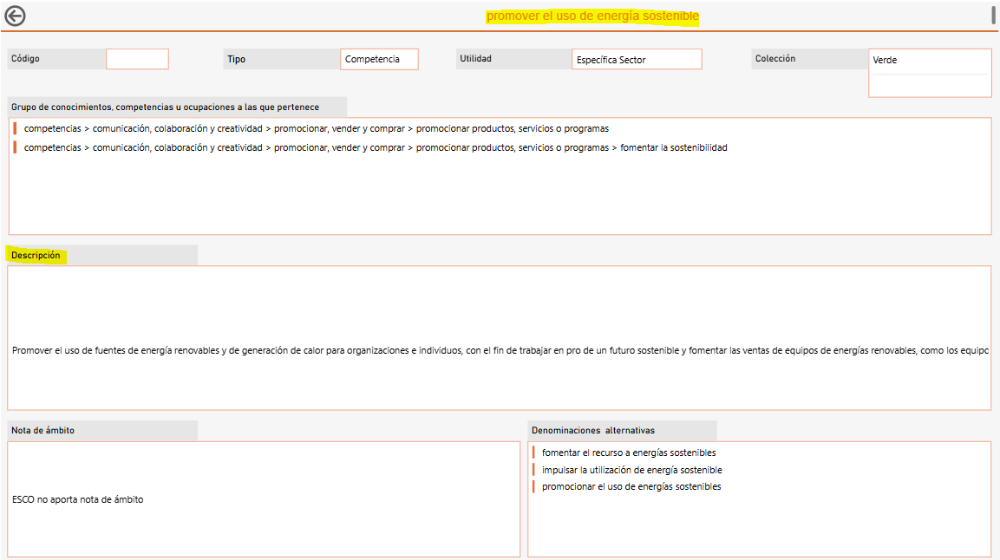 promover el uso de energía sostenible
Código
Tipo
Competencia
Utilidad
Específica Sector
Colección
Verde
Grupo de conocimientos, competencias u ocupaciones a las que pertenece
competencias > comunicación, colaboración y creatividad > promocionar, vender y comprar > promocionar productos, servicios o programas
competencias > comunicación, colaboración y creatividad > promocionar, vender y comprar > promocionar productos, servicios o programas > fomentar la sostenibilidad
Descripción
Promover el uso de fuentes de energía renovables y de generación de calor para organizaciones e individuos, con el fin de trabajar en pro de un futuro sostenible y fomentar las ventas de equipos de energías renovables, como los equipo
Nota de ámbito
ESCO no aporta nota de ámbito
Denominaciones alternativas
fomentar el recurso a energías sostenibles
impulsar la utilización de energía sostenible
promocionar el uso de energías sostenibles